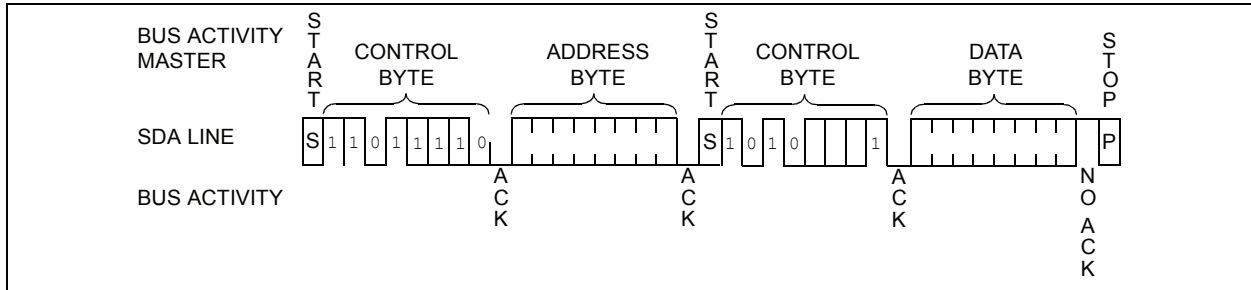 BUS ACTIVITY
MASTER
START
CONTROL
BYTE
ADDRESS
BYTE
START
CONTROL
BYTE
DATA
BYTE
STOP
SDA LINE
S 1 1 0 1 1 1 1 0 S 1 0 1 0 1 P
BUS ACTIVITY
ACK
ACK
ACK
NO ACK